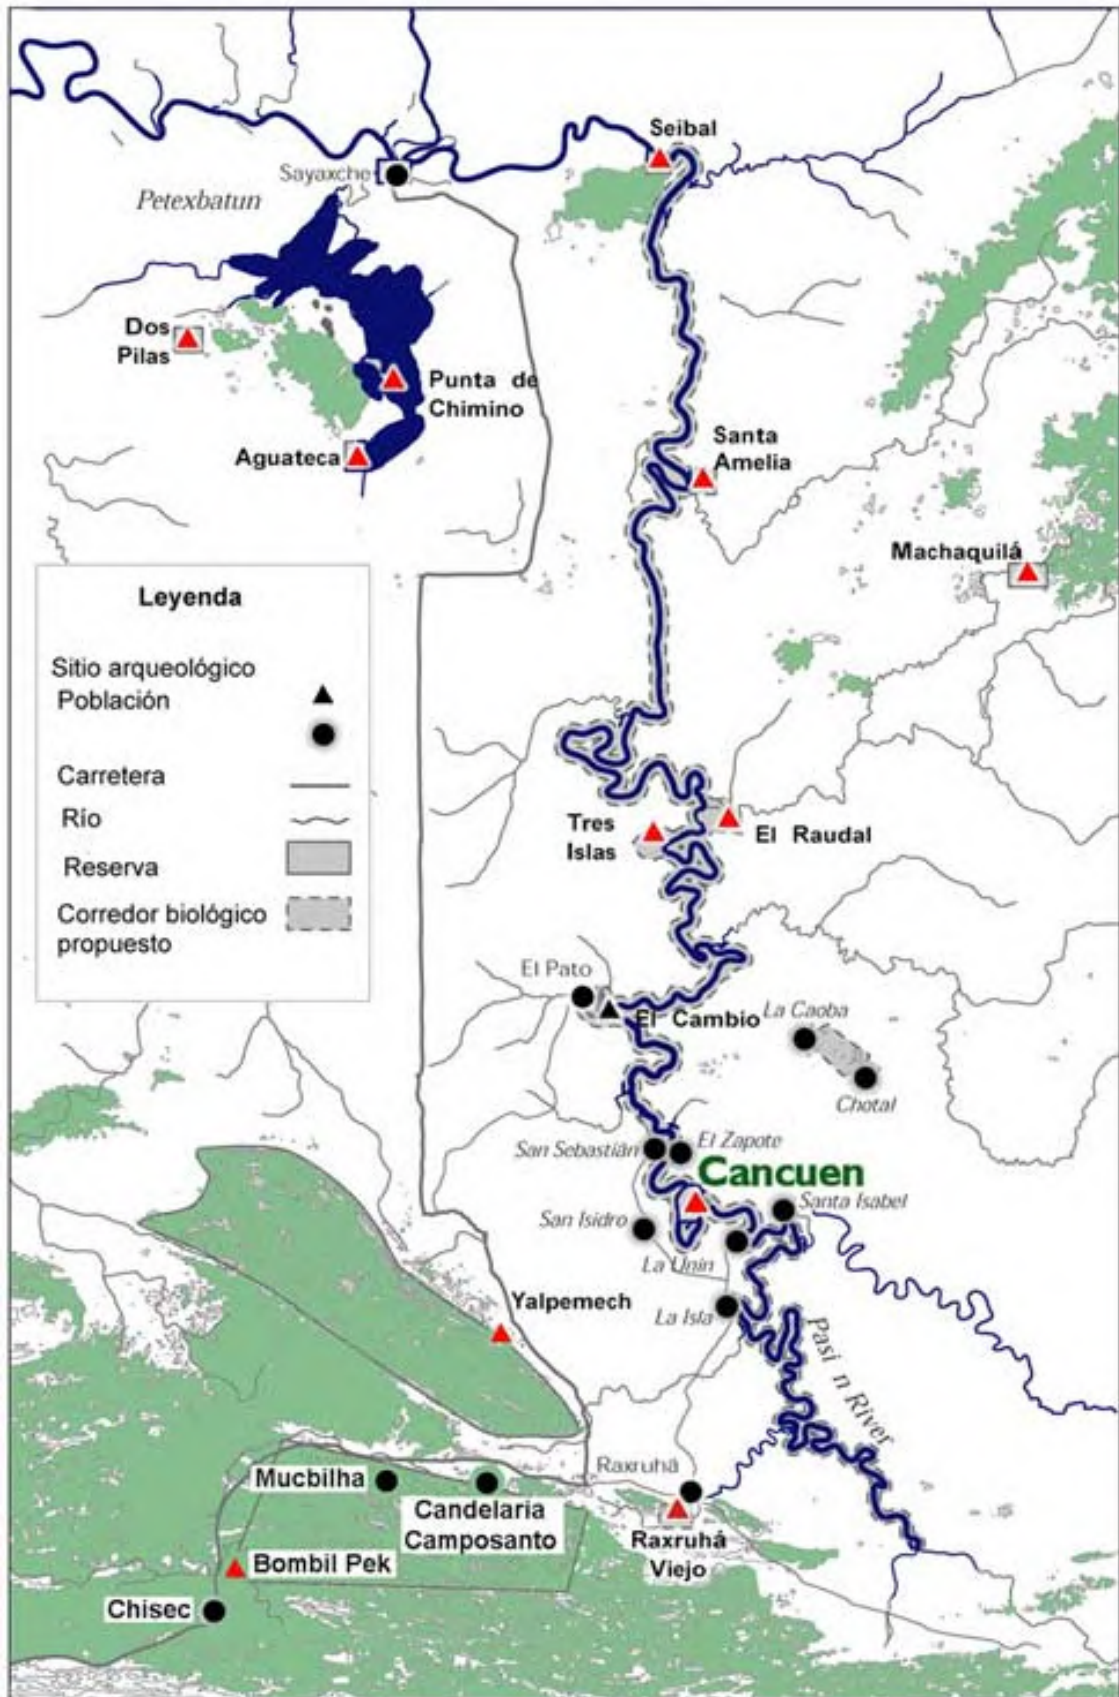 Seibal
Sayaxche
Petexbatun
Dos
Pilas
Punta de
Chimino
Aguateca
Santa
Amelia
Machaquilá
Leyenda
Sitio arqueológico
Población
Carretera
Río
Reserva
Corredor biológico
propuesto
Tres
Islas
El Raudal
El Pato
El Cambio
La Caoba
Chotal
San Sebastián
El Zapote
Cancuen
Santa Isabel
San Isidro
La Unin
La Isla
Yalpemech
Pasi n River
Mucbilha
Candelaria
Camposanto
Raxruhá
Raxruhá
Viejo
Bombil Pek
Chisec